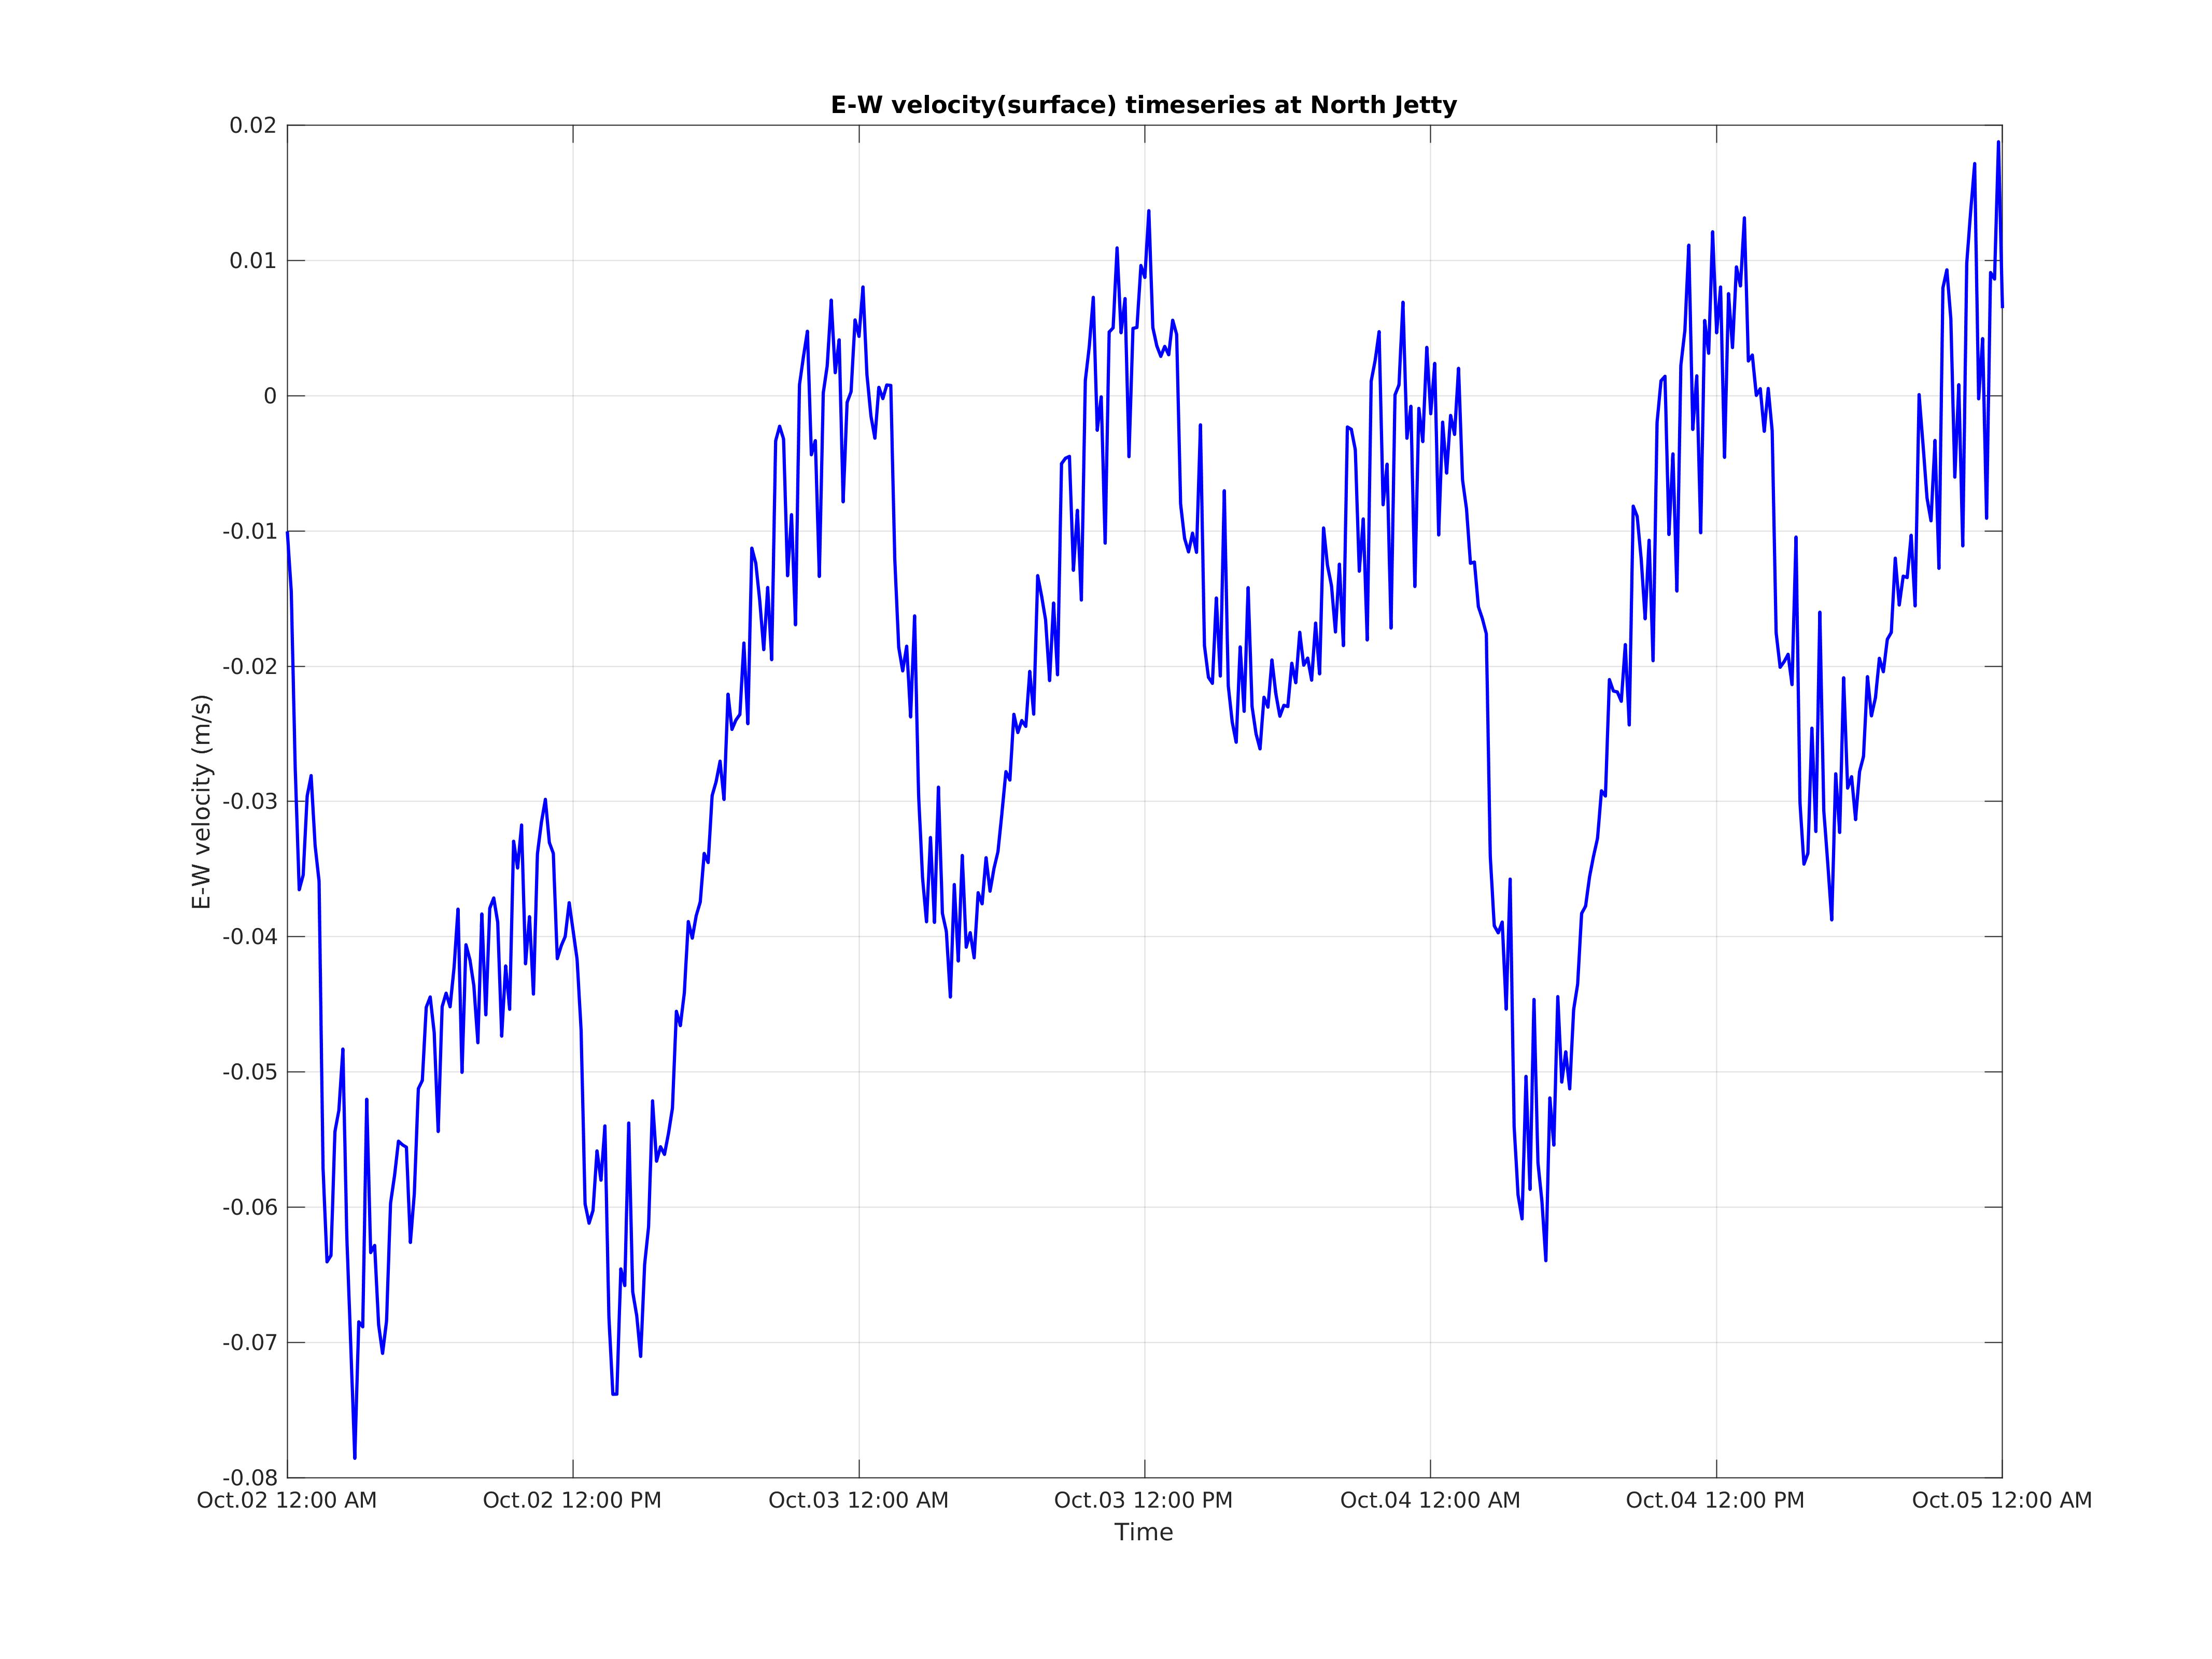 E-W velocity(surface) timeseries at North Jetty
0.02
0.01
0
-0.01
-0.02
-0.03
-0.04
-0.05
-0.06
-0.07
-0.08
E-W velocity (m/s)
Oct.02 12:00 AM
Oct.02 12:00 PM
Oct.03 12:00 AM
Oct.03 12:00 PM
Oct.04 12:00 AM
Oct.04 12:00 PM
Oct.05 12:00 AM
Time